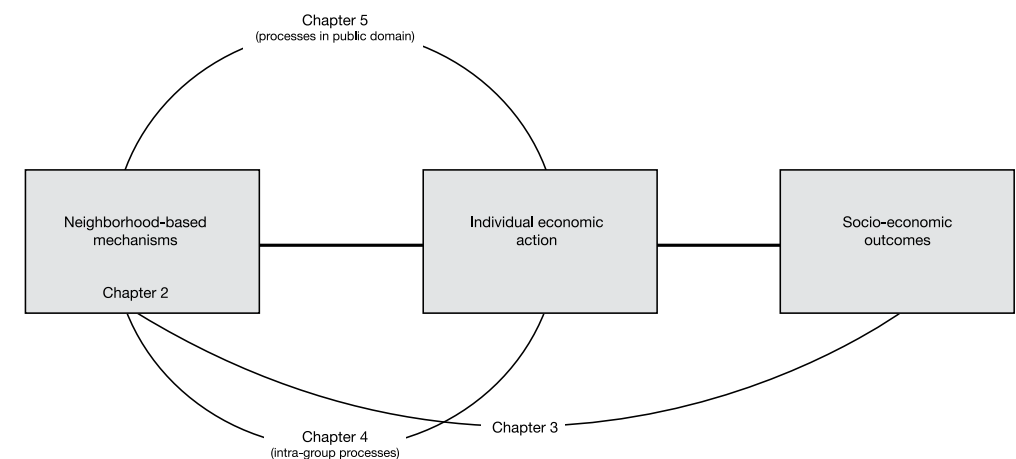 Chapter 5
(processes in public domain)
Neighborhood-based
mechanisms
Chapter 2
Individual economic
action
Socio-economic
outcomes
Chapter 3
Chapter 4
(intra-group processes)